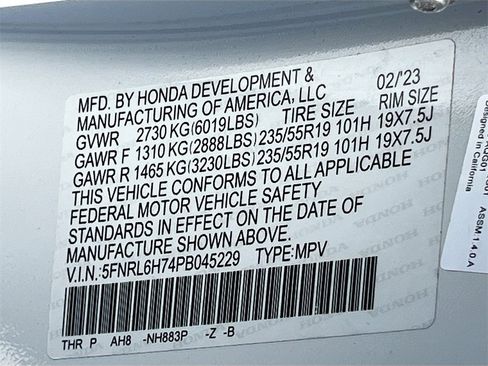 MFD. BY HONDA DEVELOPMENT & 02/'23
MANUFACTURING OF AMERICA, LLC
GVWR 2730 KG(6019LBS) TIRE SIZE RIM SIZE
GAWR F 1310 KG(2888LBS) 235/55R19 101H 19X7.5J
GAWR R 1465 KG(3230LBS) 235/55R19 101H 19X7.5J
THIS VEHICLE CONFORMS TO ALL APPLICABLE
FEDERAL MOTOR VEHICLE SAFETY
STANDARDS IN EFFECT ON THE DATE OF
MANUFACTURE SHOWN ABOVE.
V.I.N.:5FNRL6H74PB045229 TYPE:MPV
THR P AH8 -NH883P -Z -B
Designed in California
ASSM 140A